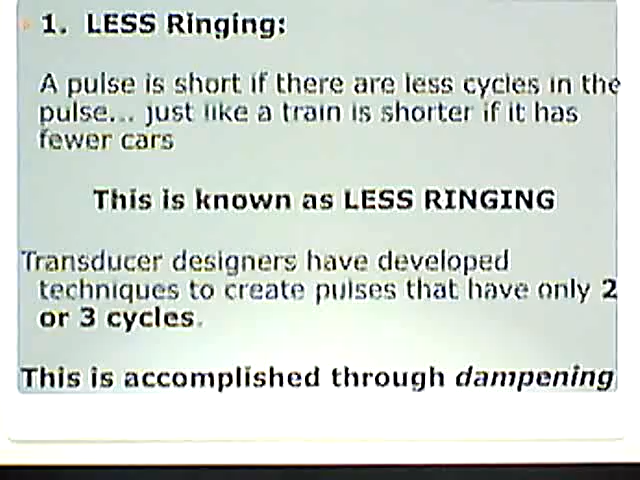 1. LESS Ringing:
A pulse is short if there are less cycles in the
pulse... just like a train is shorter if it has
fewer cars
This is known as LESS RINGING
Transducer designers have developed
techniques to create pulses that have only 2
or 3 cycles.
This is accomplished through dampening